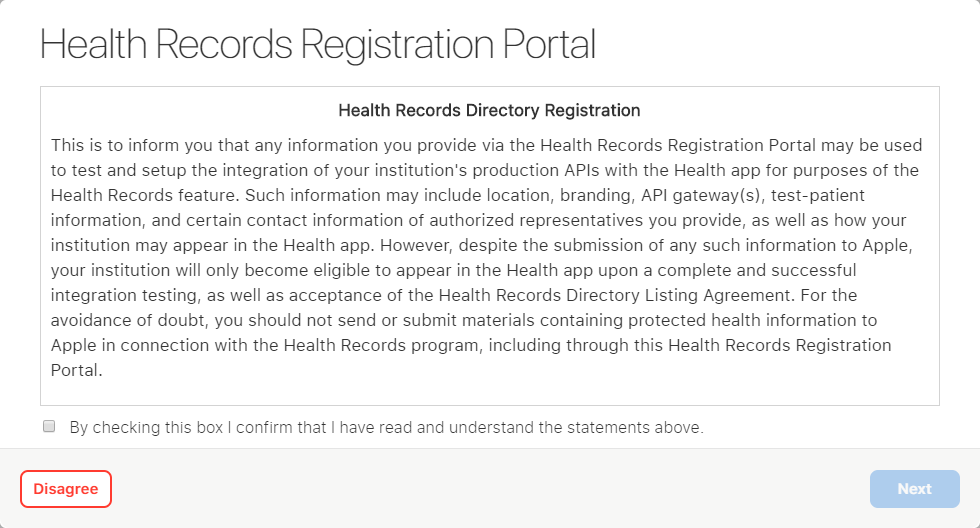 Health Records Registration Portal
Health Records Directory Registration
This is to inform you that any information you provide via the Health Records Registration Portal may be used
to test and setup the integration of your institution's production APIs with the Health app for purposes of the
Health Records feature. Such information may include location, branding, API gateway(s), test-patient
information, and certain contact information of authorized representatives you provide, as well as how your
institution may appear in the Health app. However, despite the submission of any such information to Apple,
your institution will only become eligible to appear in the Health app upon a complete and successful
integration testing, as well as acceptance of the Health Records Directory Listing Agreement. For the
avoidance of doubt, you should not send or submit materials containing protected health information to
Apple in connection with the Health Records program, including through this Health Records Registration
Portal.
By checking this box I confirm that I have read and understand the statements above.
Disagree
Next